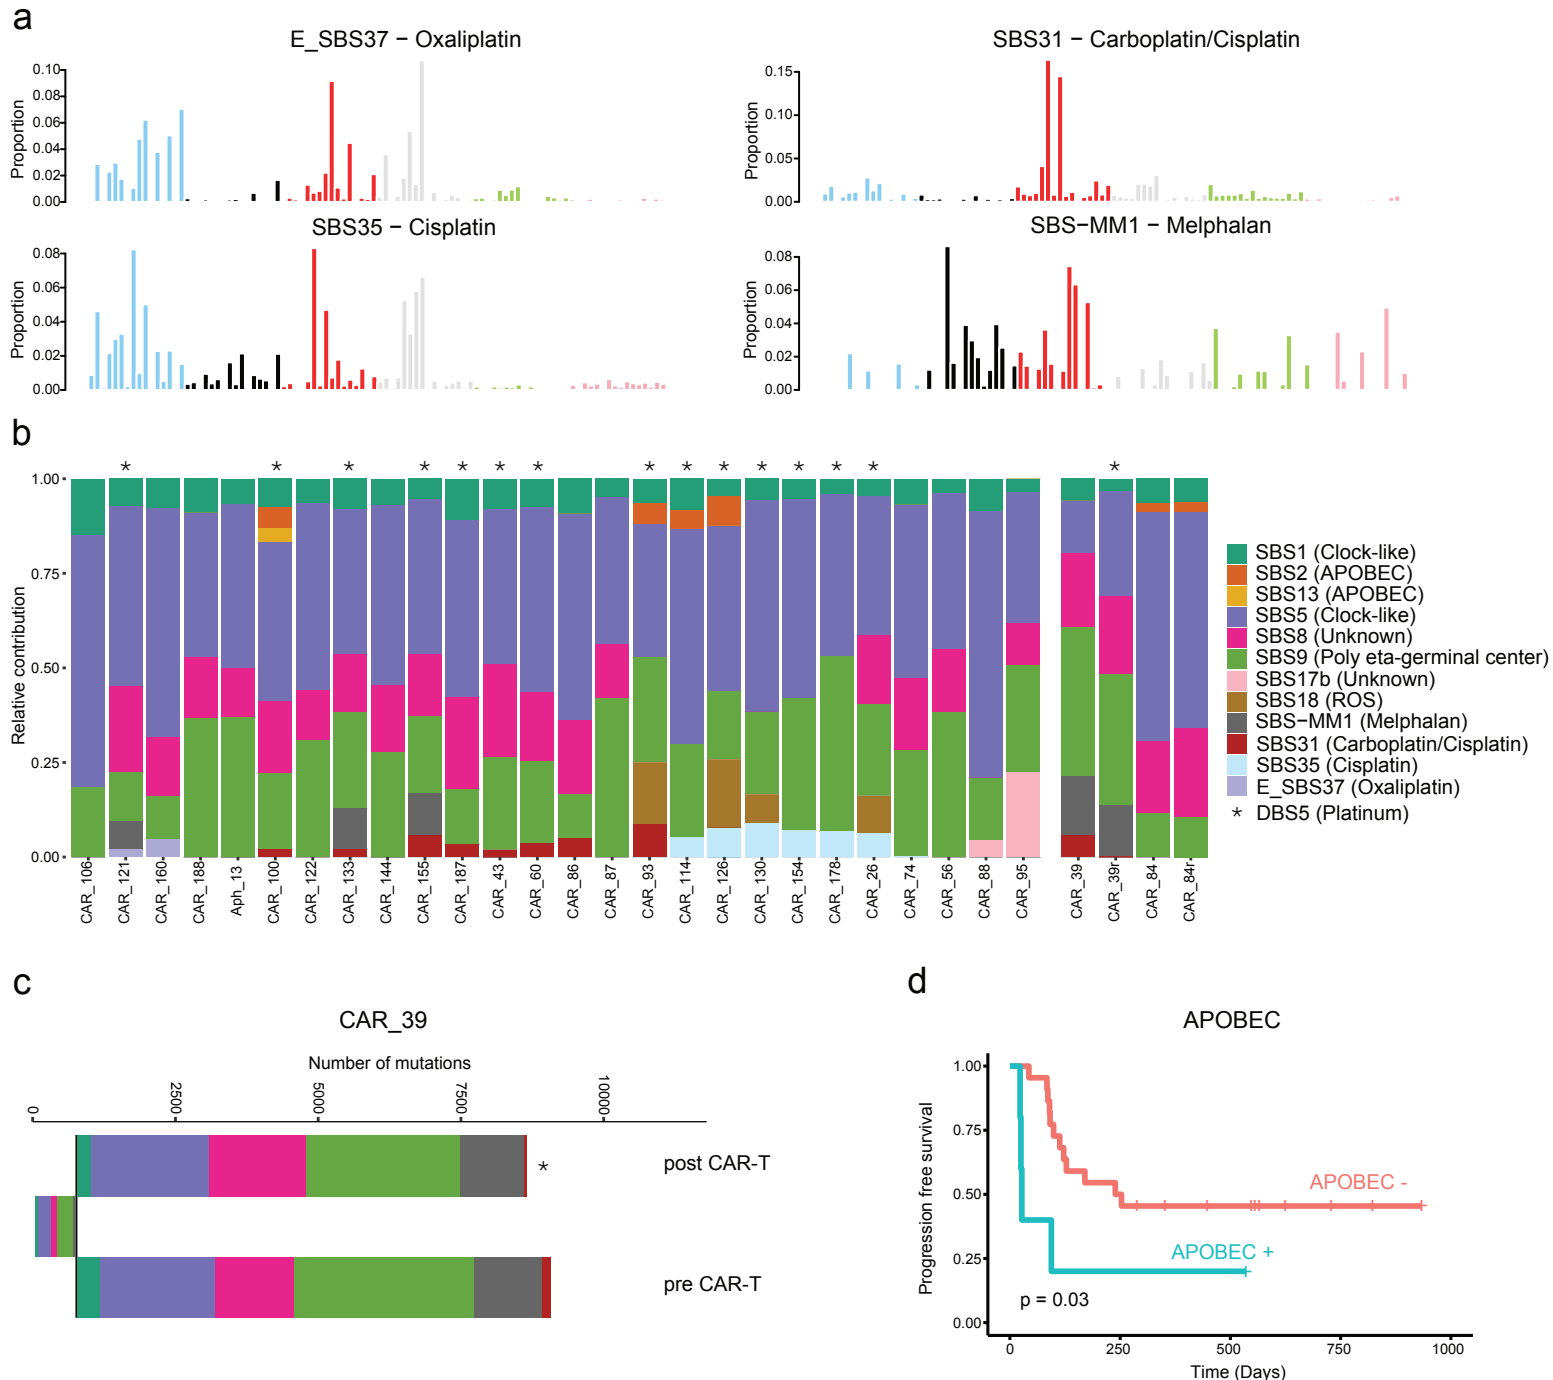 a
E_SBS37 − Oxaliplatin
Proportion
0.10
0.08
0.06
0.04
0.02
0.00
SBS31 − Carboplatin/Cisplatin
Proportion
0.15
0.10
0.05
0.00
SBS35 − Cisplatin
Proportion
0.08
0.06
0.04
0.02
0.00
SBS−MM1 − Melphalan
Proportion
0.08
0.06
0.04
0.02
0.00
b
* * * * * * * * * * * * * * *
Relative contribution
1.00
0.75
0.50
0.25
0.00
CAR_106
CAR_121
CAR_160
CAR_188
Aph_13
CAR_100
CAR_122
CAR_133
CAR_144
CAR_155
CAR_187
CAR_43
CAR_60
CAR_86
CAR_87
CAR_93
CAR_114
CAR_126
CAR_130
CAR_154
CAR_178
CAR_26
CAR_74
CAR_56
CAR_88
CAR_95
CAR_39
CAR_39r
CAR_84
CAR_84r
SBS1 (Clock-like)
SBS2 (APOBEC)
SBS13 (APOBEC)
SBS5 (Clock-like)
SBS8 (Unknown)
SBS9 (Poly eta-germinal center)
SBS17b (Unknown)
SBS18 (ROS)
SBS−MM1 (Melphalan)
SBS31 (Carboplatin/Cisplatin)
SBS35 (Cisplatin)
E_SBS37 (Oxaliplatin)
* DBS5 (Platinum)
c
CAR_39
Number of mutations
0
2500
5000
7500
10000
* post CAR-T
pre CAR-T
d
APOBEC
Progression free survival
1.00
0.75
0.50
0.25
0.00
APOBEC -
APOBEC +
p = 0.03
0 250 500 750 1000
Time (Days)